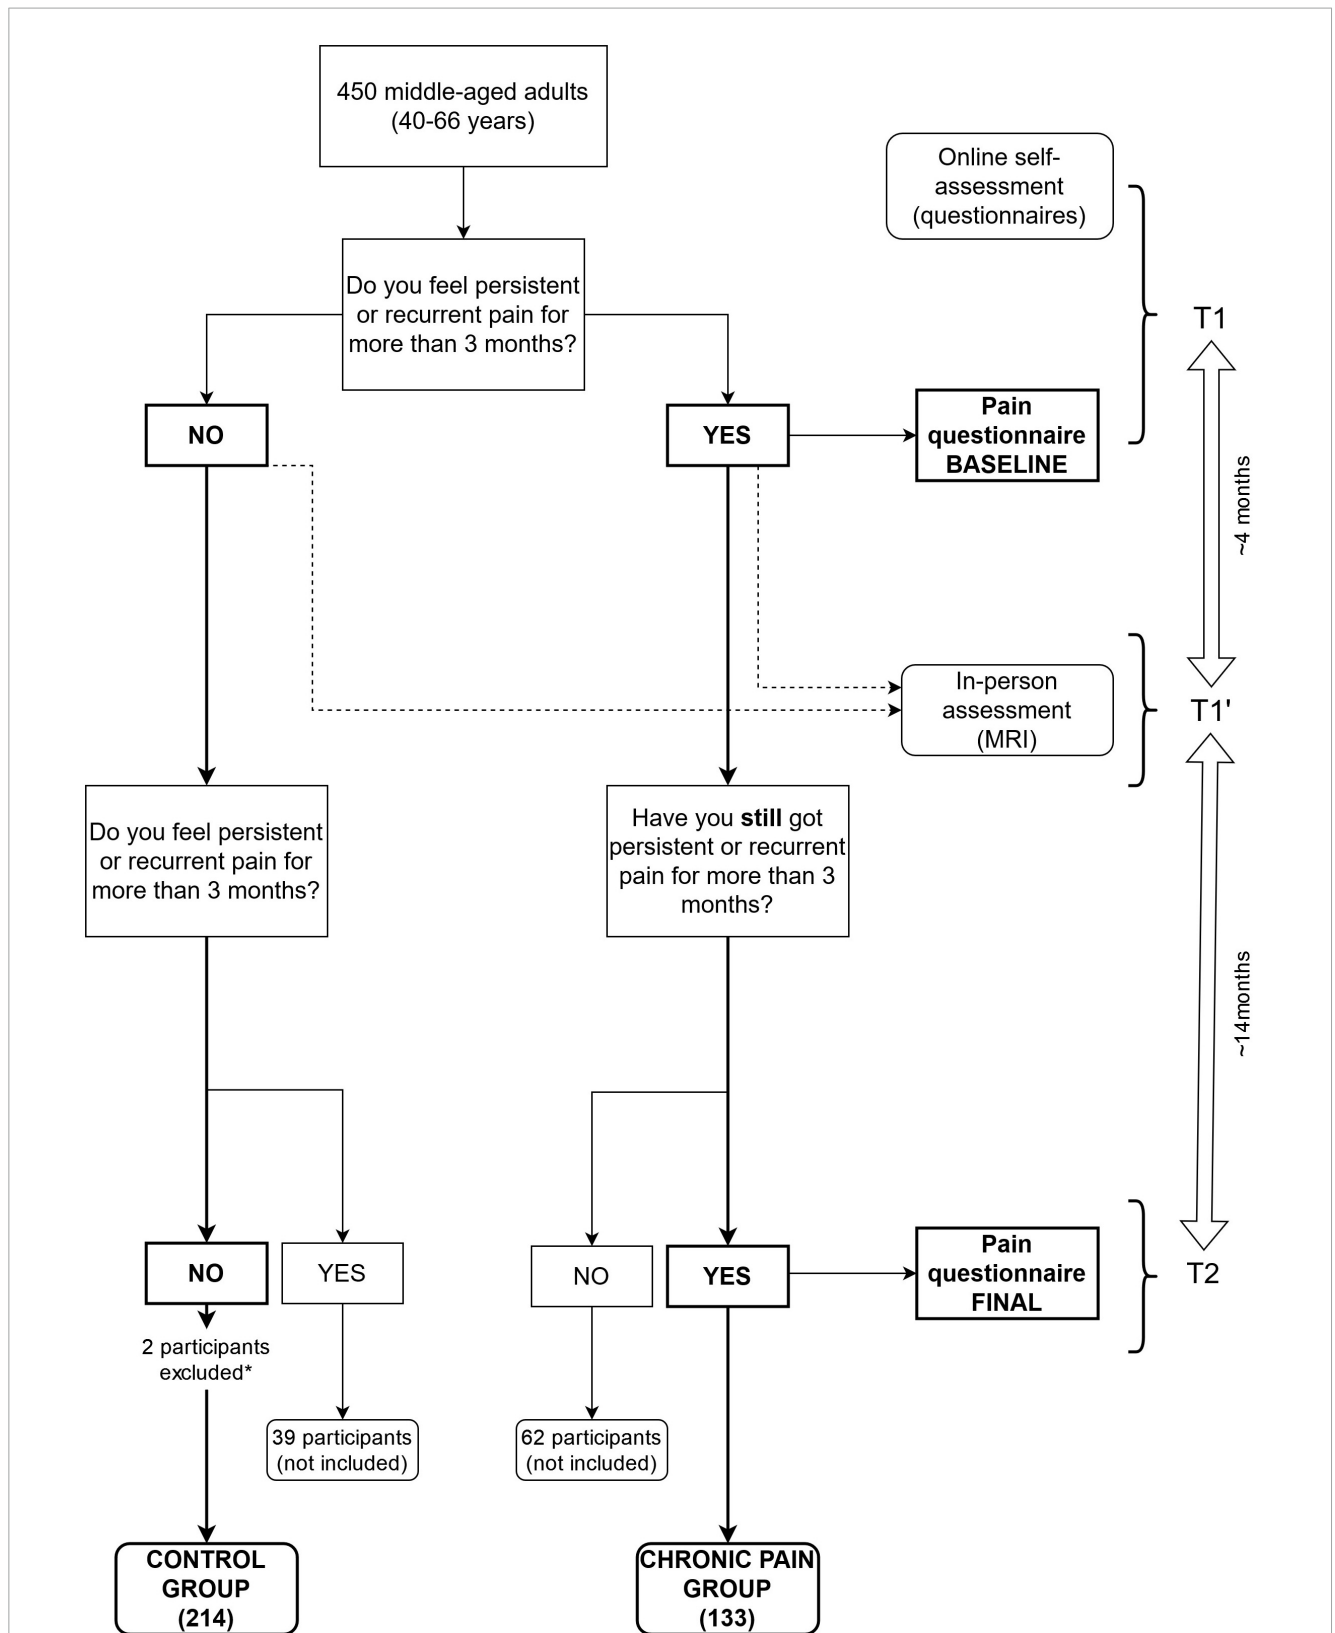 450 middle-aged adults
(40-66 years)
Online self-
assessment
(questionnaires)
Do you feel persistent
or recurrent pain for
more than 3 months?
T1
NO
YES
Pain
questionnaire
BASELINE
~4 months
In-person
assessment
(MRI)
T1'
Do you feel persistent
or recurrent pain for
more than 3 months?
Have you still got
persistent or recurrent
pain for more than 3
months?
~14months
NO
YES
NO
YES
Pain
questionnaire
FINAL
T2
2 participants
excluded*
39 participants
(not included)
62 participants
(not included)
CONTROL
GROUP
(214)
CHRONIC PAIN
GROUP
(133)